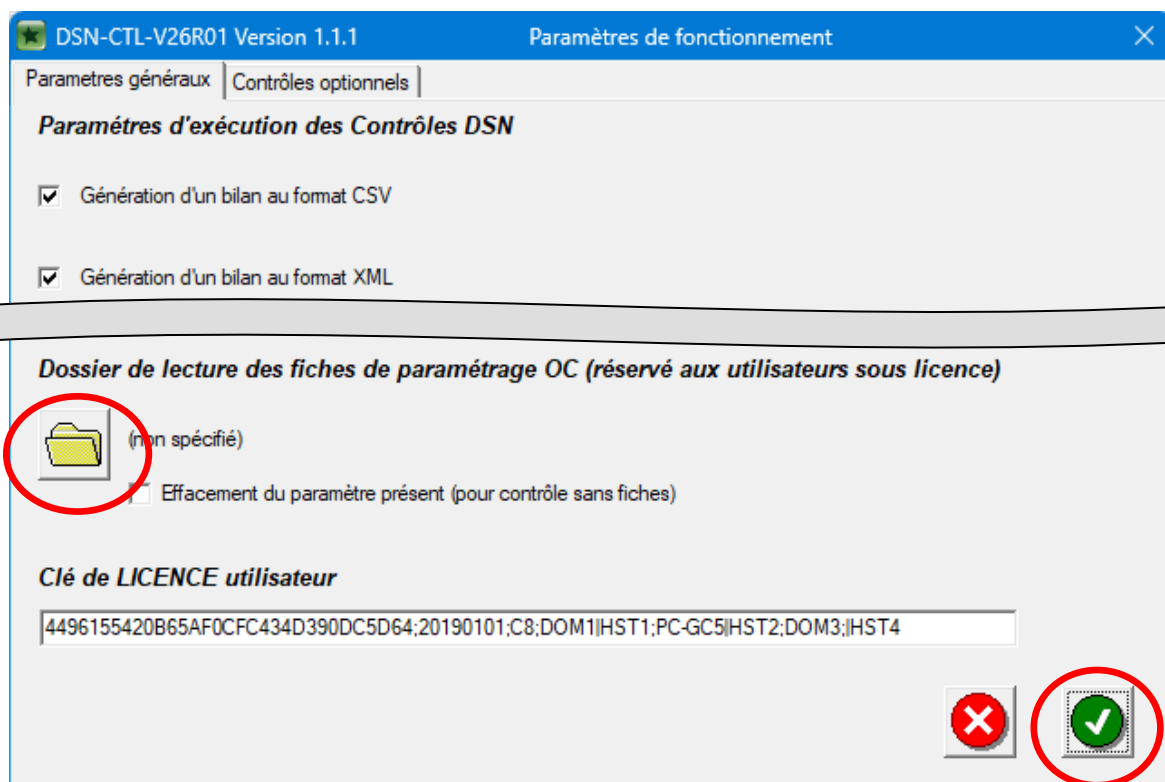 DSN-CTL-V26R01 Version 1.1.1 Paramètres de fonctionnement
Parametres généraux Contrôles optionnels
Paramétres d'exécution des Contrôles DSN
Génération d'un bilan au format CSV
Génération d'un bilan au format XML
Dossier de lecture des fiches de paramétrage OC (réservé aux utilisateurs sous licence)
(non spécifié)
Effacement du paramètre présent (pour contrôle sans fiches)
Clé de LICENCE utilisateur
4496155420B65AF0CFC434D390DC5D64;20190101;C8;DOM1|HST1;PC-GC5|HST2;DOM3;|HST4